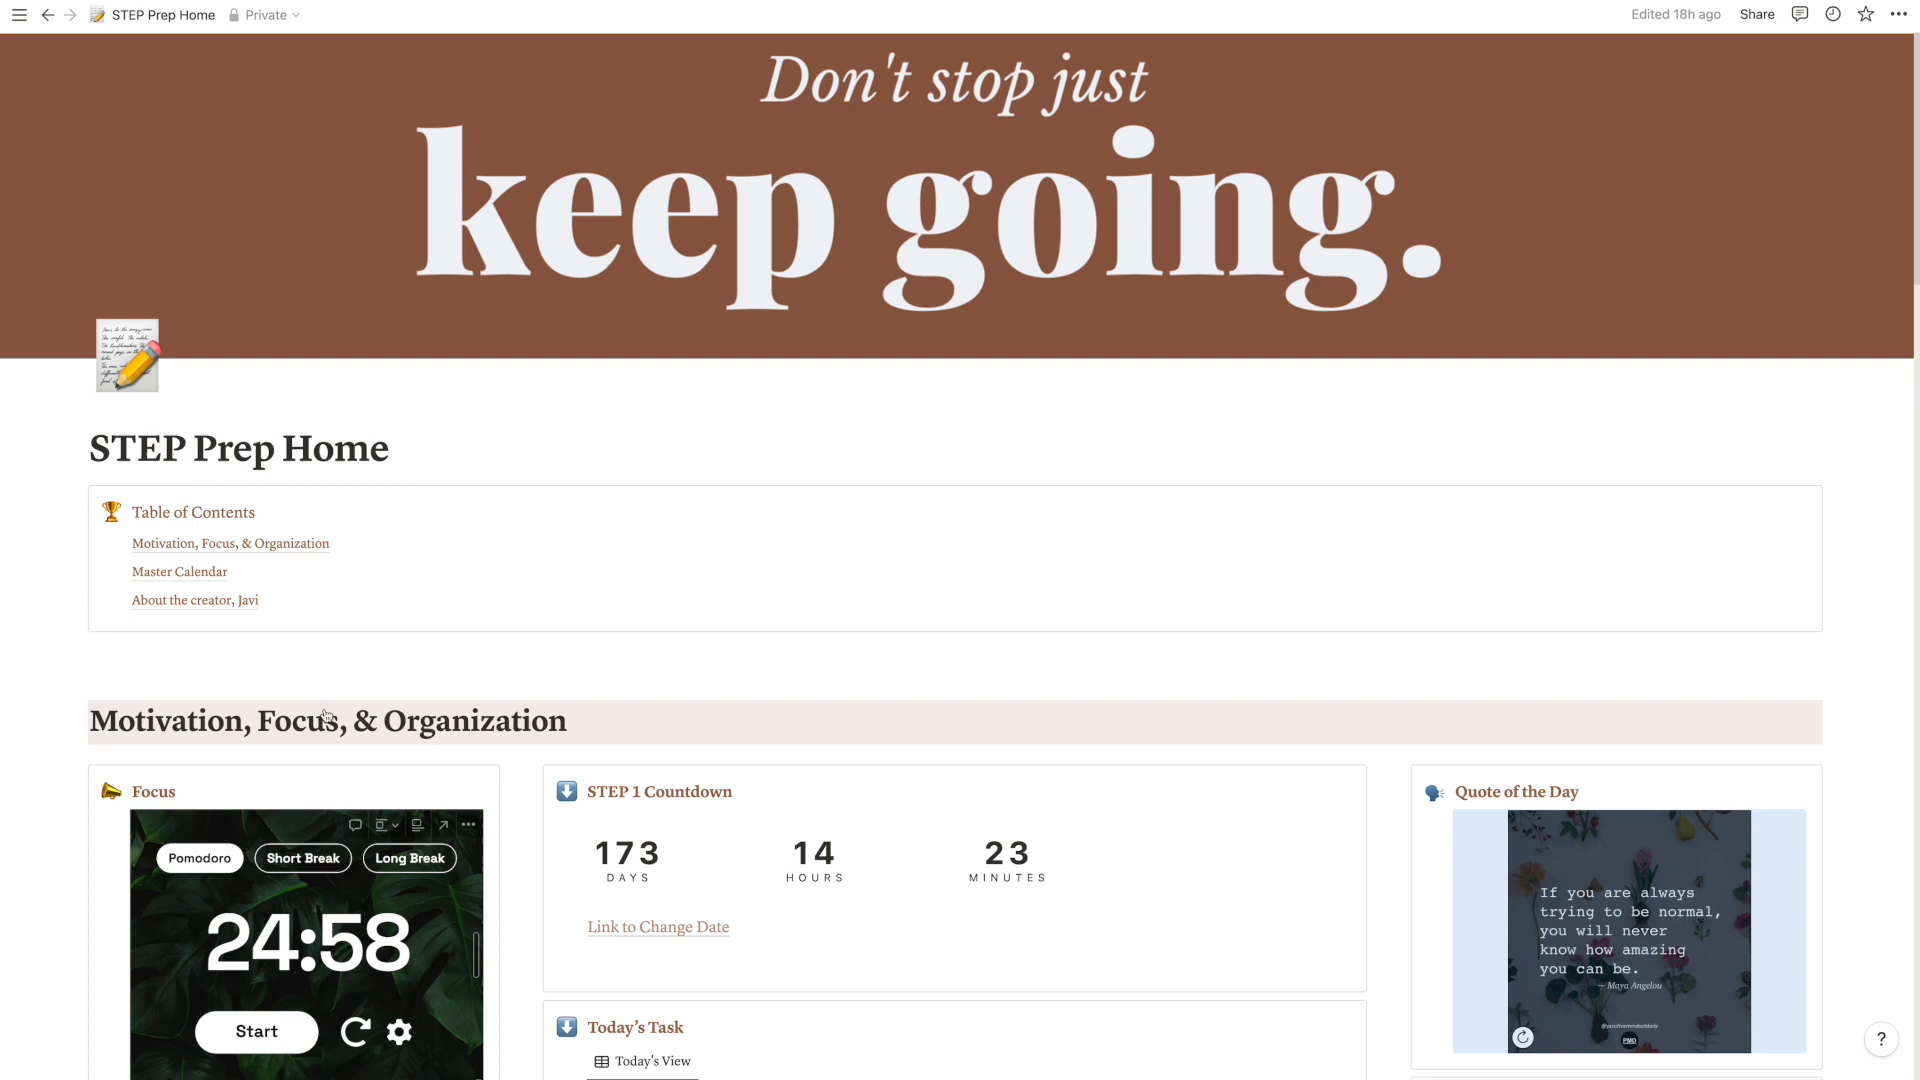 STEP Prep Home
Private
Edited 18h ago
Share
Don't stop just
keep going.
STEP Prep Home
Table of Contents
Motivation, Focus, & Organization
Master Calendar
About the creator, Javi
Motivation, Focus, & Organization
Focus
Pomodoro
Short Break
Long Break
24:58
Start
STEP 1 Countdown
173
DAYS
14
HOURS
23
MINUTES
Link to Change Date
Today's Task
Today's View
Quote of the Day
If you are always
trying to be normal,
you will never
know how amazing
you can be.
— Maya Angelou
@positivemindsetdaily
PMD
?